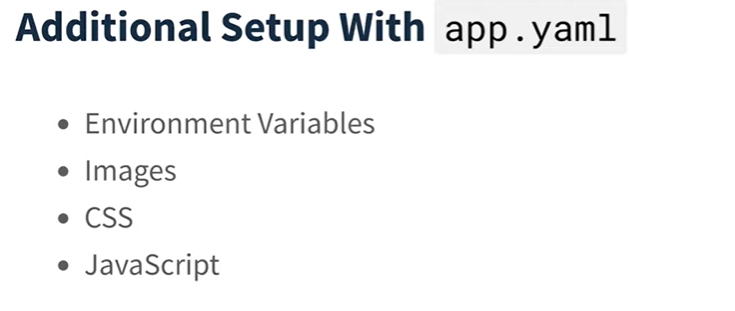 Additional Setup With app.yaml
• Environment Variables
• Images
• CSS
• JavaScript